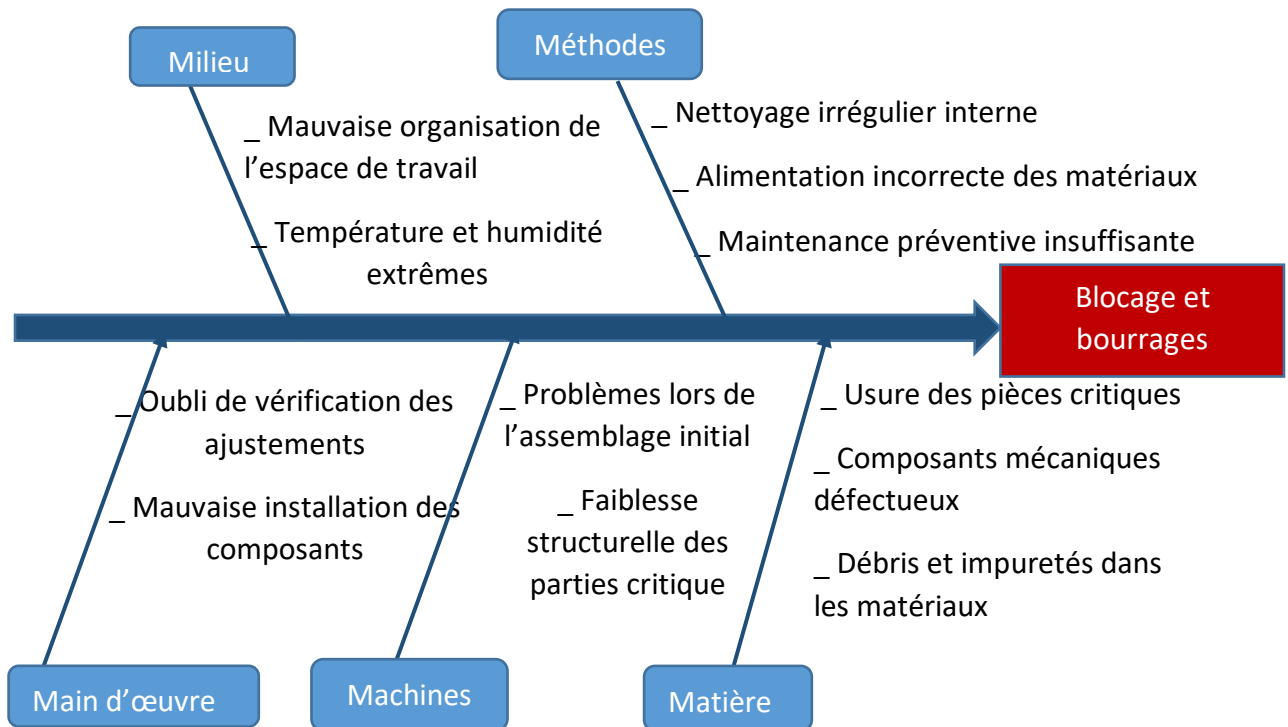 Milieu
Méthodes
_ Mauvaise organisation de
l’espace de travail
_ Température et humidité
extrêmes
_ Nettoyage irrégulier interne
_ Alimentation incorrecte des matériaux
_ Maintenance préventive insuffisante
Blocage et
bourrages
_ Oubli de vérification des
ajustements
_ Mauvaise installation des
composants
_ Problèmes lors de
l’assemblage initial
_ Faiblesse
structurelle des
parties critique
_ Usure des pièces critiques
_ Composants mécaniques
défectueux
_ Débris et impuretés dans
les matériaux
Main d’œuvre
Machines
Matière